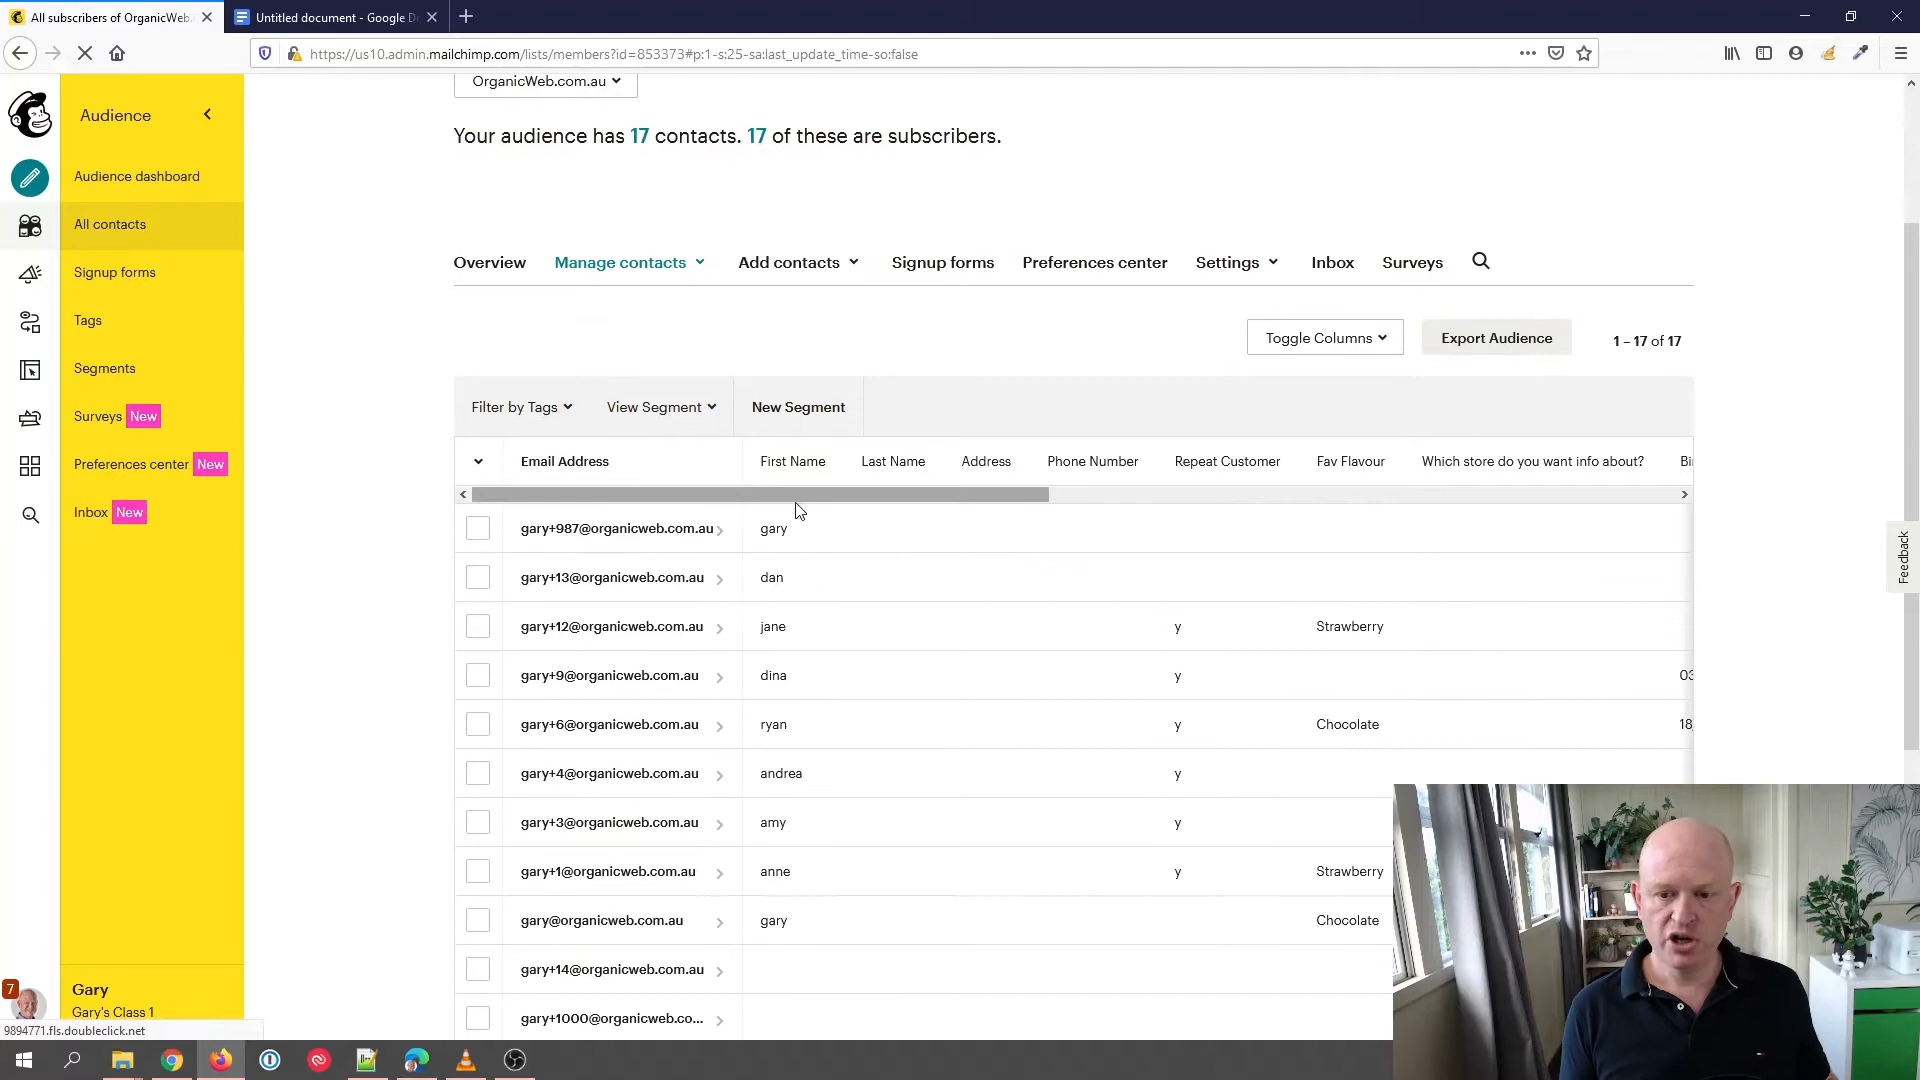 All subscribers of OrganicWeb.
Untitled document - Google D
https://us10.admin.mailchimp.com/lists/members?id=853373#p:1-s:25-sa:last_update_time-so:false
Audience
Audience dashboard
All contacts
Signup forms
Tags
Segments
Surveys New
Preferences center New
Inbox New
7
Gary
Gary's Class 1
9894771.fls.doubleclick.net
OrganicWeb.com.au
Your audience has 17 contacts. 17 of these are subscribers.
Overview Manage contacts Add contacts Signup forms Preferences center Settings Inbox Surveys
Toggle Columns Export Audience 1 – 17 of 17
Filter by Tags View Segment New Segment
Email Address First Name Last Name Address Phone Number Repeat Customer Fav Flavour Which store do you want info about? Bi
gary+987@organicweb.com.au gary
gary+13@organicweb.com.au dan
gary+12@organicweb.com.au jane y Strawberry
gary+9@organicweb.com.au dina y 03
gary+6@organicweb.com.au ryan y Chocolate 18
gary+4@organicweb.com.au andrea y
gary+3@organicweb.com.au amy y
gary+1@organicweb.com.au anne y Strawberry
gary@organicweb.com.au gary Chocolate
gary+14@organicweb.com.au
gary+1000@organicweb.co...
Feedback